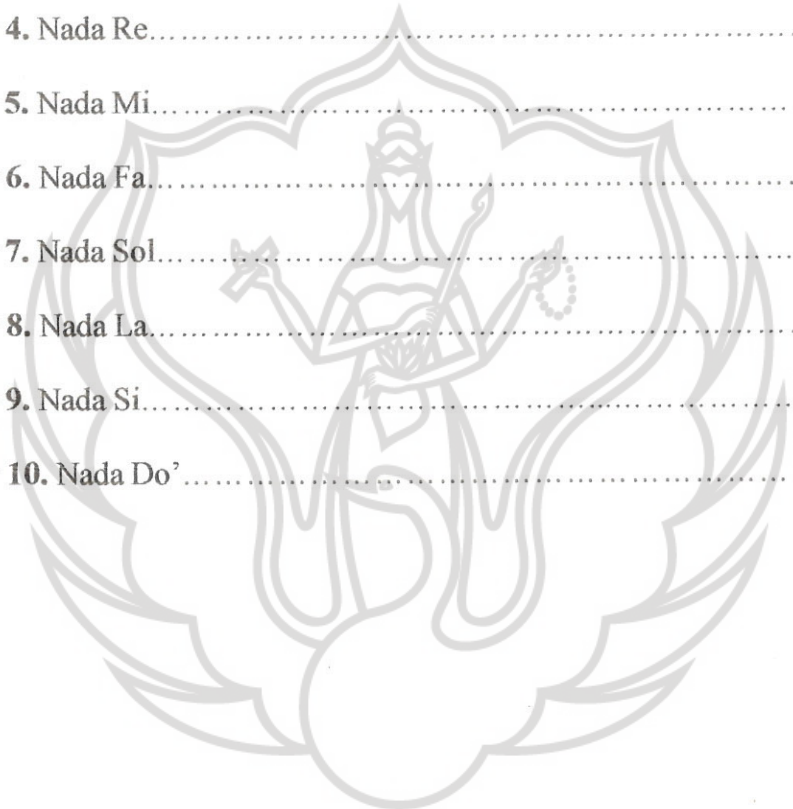 4. Nada Re...........................................................................
5. Nada Mi..........................................................................
6. Nada Fa...........................................................................
7. Nada Sol..........................................................................
8. Nada La...........................................................................
9. Nada Si............................................................................
10. Nada Do’.......................................................................